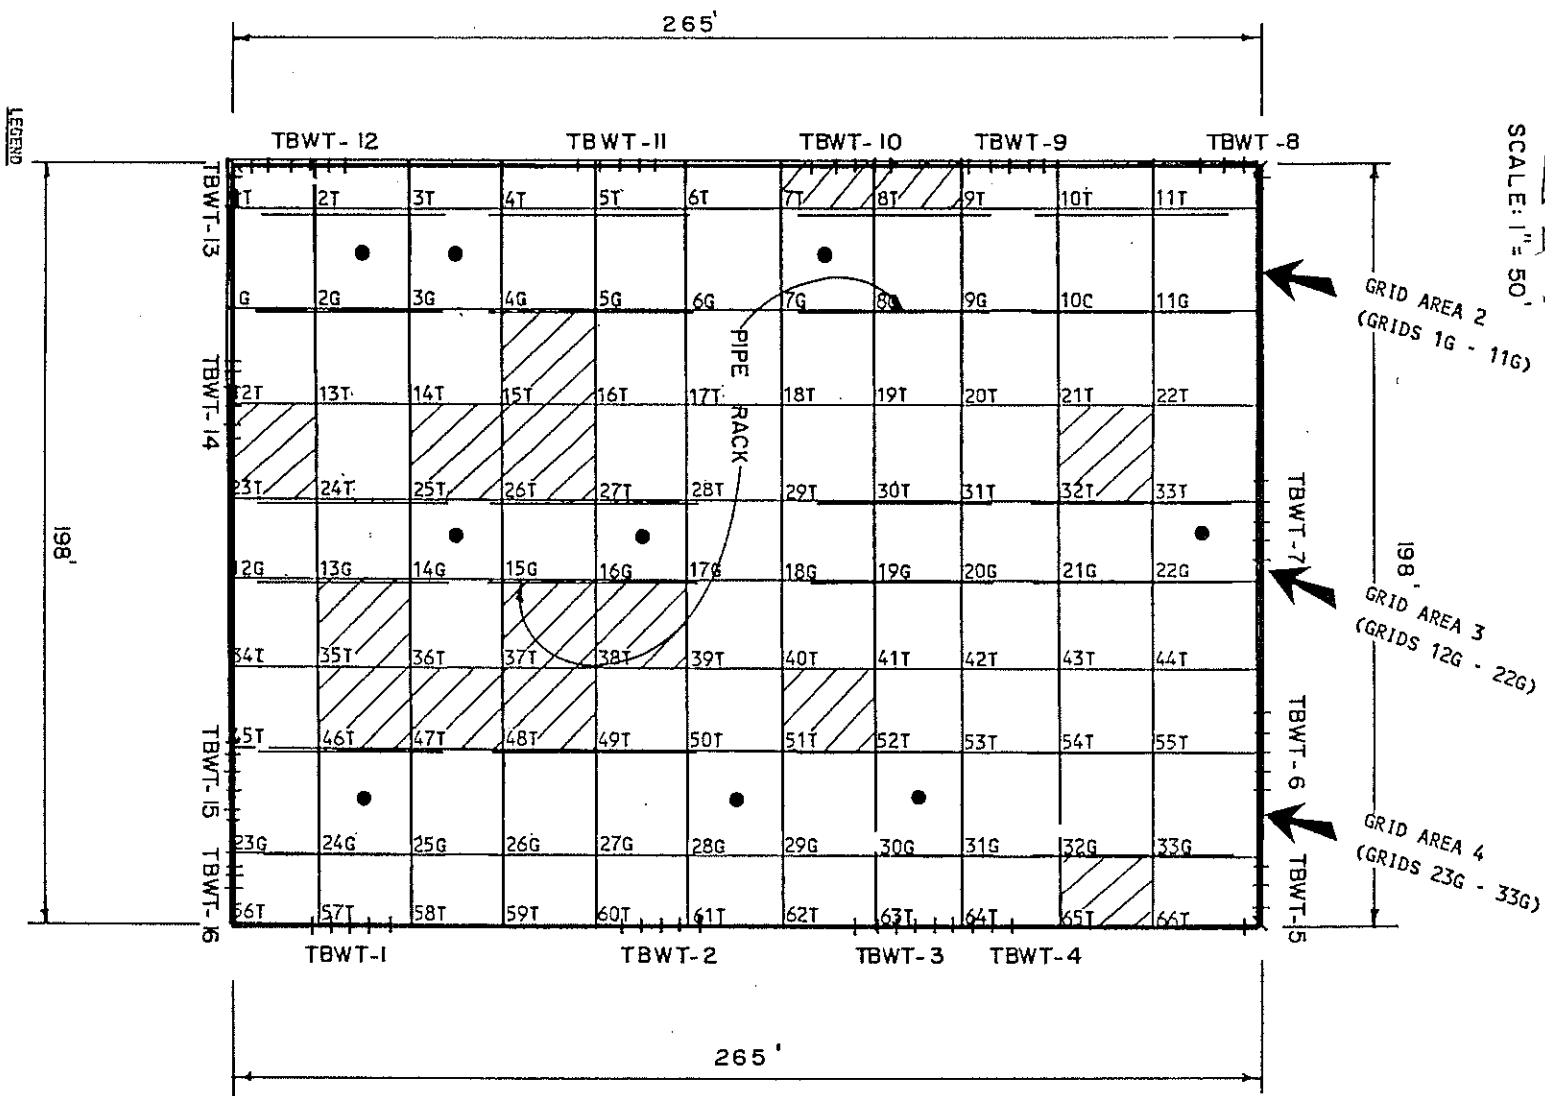 265'
LEGEND
SCALE: 1" = 50'
TBWT-12 TBWT-11 TBWT-10 TBWT-9 TBWT-8
TBWT-13
1T 2T 3T 4T 5T 6T 7T 8T 9T 10T 11T
G 2G 3G 4G 5G 6G 7G 8G 9G 10C 11G
GRID AREA 2
(GRIDS 1G - 11G)
PIPE RACK
TBWT-14
12T 13T 14T 15T 16T 17T 18T 19T 20T 21T 22T
23T 24T 25T 26T 27T 28T 29T 30T 31T 32T 33T
TBWT-7
198'
198'
12G 13G 14G 15G 16G 17G 18G 19G 20G 21G 22G
GRID AREA 3
(GRIDS 12G - 22G)
34T 35T 36T 37T 38T 39T 40T 41T 42T 43T 44T
45T 46T 47T 48T 49T 50T 51T 52T 53T 54T 55T
TBWT-15
TBWT-6
23G 24G 25G 26G 27G 28G 29G 30G 31G 32G 33G
GRID AREA 4
(GRIDS 23G - 33G)
TBWT-16
TBWT-5
56T 57T 58T 59T 60T 61T 62T 63T 64T 65T 66T
TBWT-1 TBWT-2 TBWT-3 TBWT-4
265'